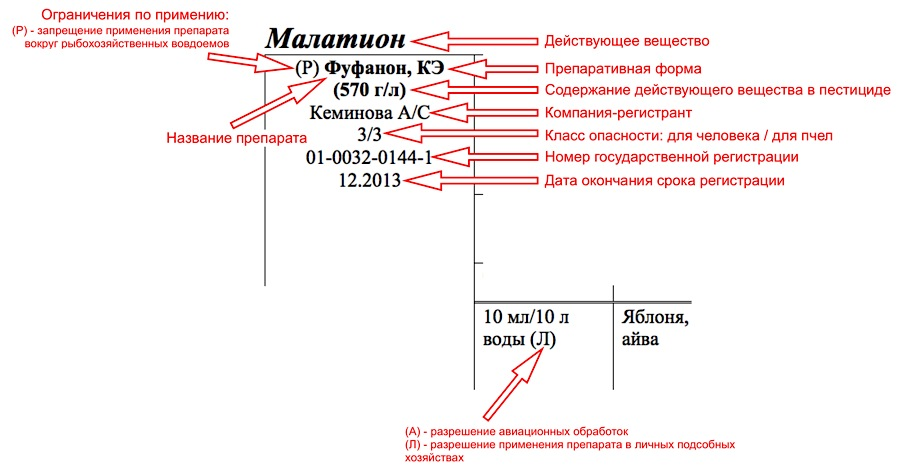 Ограничения по примению:
(Р) - запрещение применения препарата
вокруг рыбохозяйственных вовдоемов
Малатион
Действующее вещество
(Р) Фуфанон, КЭ
Препаративная форма
(570 г/л)
Содержание действующего вещества в пестициде
Кеминова А/С
Компания-регистрант
Название препарата
3/3
Класс опасности: для человека / для пчел
01-0032-0144-1
Номер государственной регистрации
12.2013
Дата окончания срока регистрации
10 мл/10 л
воды (Л)
Яблоня,
айва
(А) - разрешение авиационных обработок
(Л) - разрешение применения препарата в личных подсобных
хозяйствах